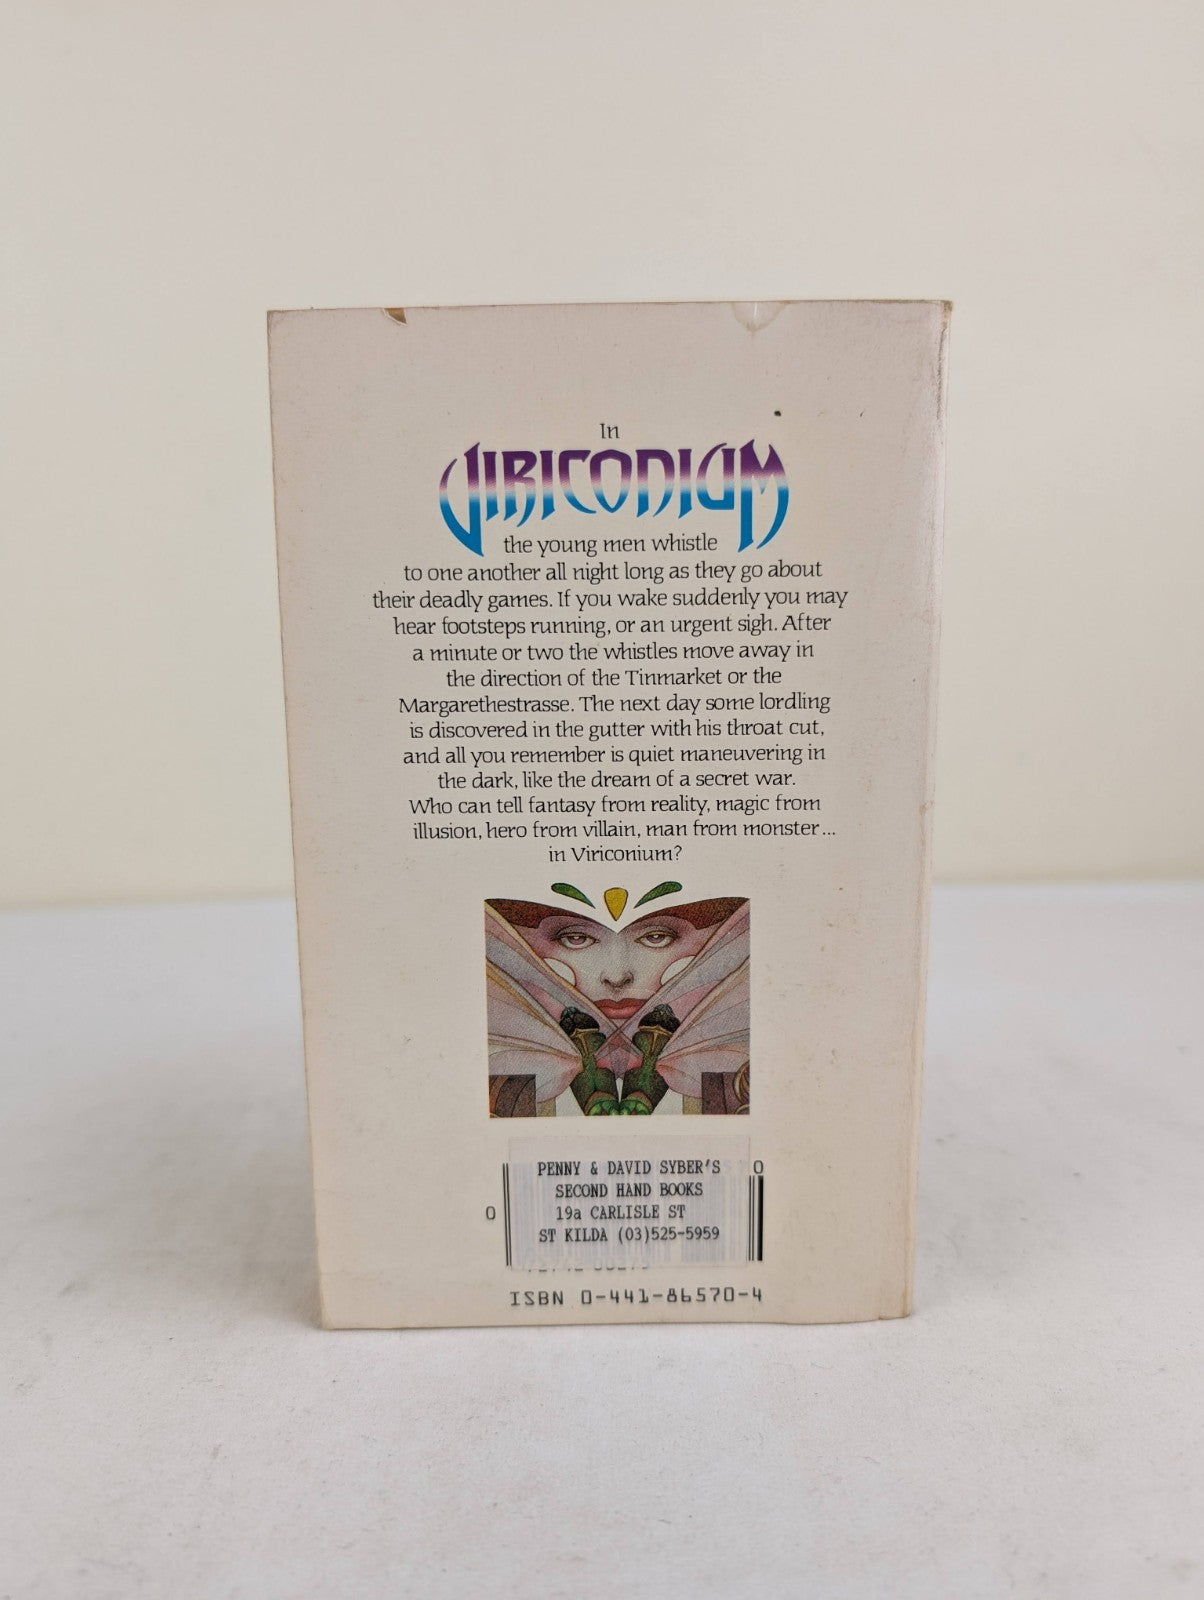 In
VIRICONIUM
the young men whistle
to one another all night long as they go about
their deadly games. If you wake suddenly you may
hear footsteps running, or an urgent sigh. After
a minute or two the whistles move away in
the direction of the Tinmarket or the
Margarethestrasse. The next day some lordling
is discovered in the gutter with his throat cut,
and all you remember is quiet maneuvering in
the dark, like the dream of a secret war.
Who can tell fantasy from reality, magic from
illusion, hero from villain, man from monster...
in Viriconium?
PENNY & DAVID SYBER'S
SECOND HAND BOOKS
19a CARLISLE ST
ST KILDA (03)525-5959
0
0
ISBN 0-441-86570-4